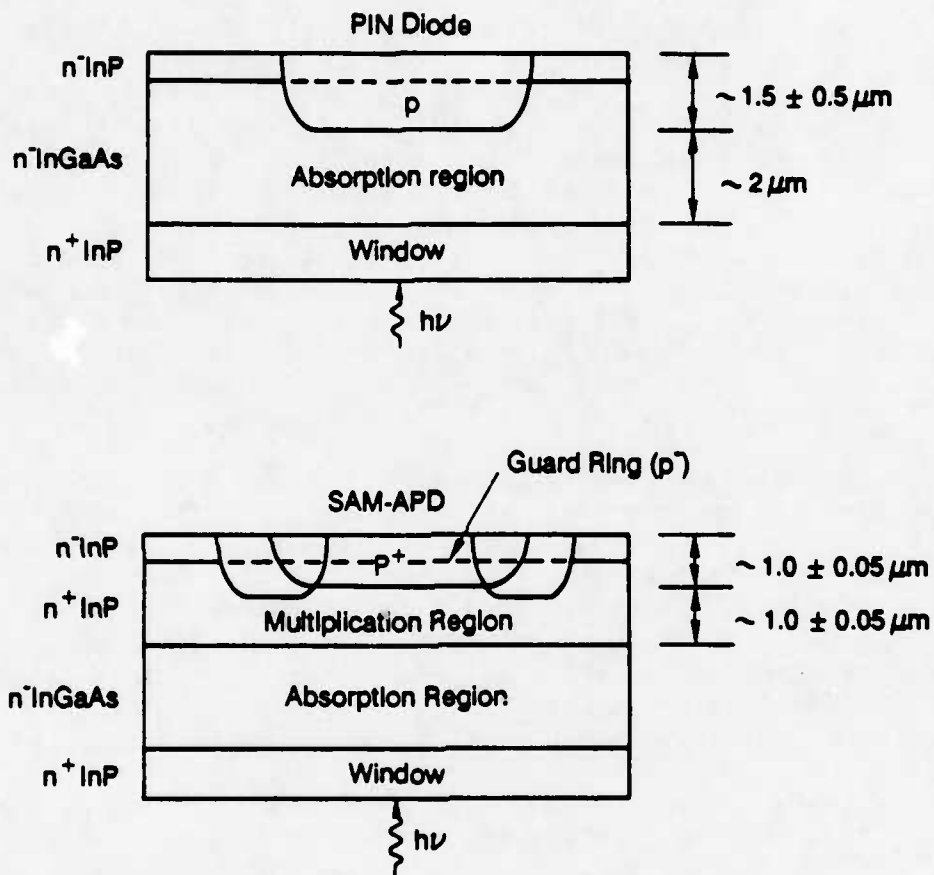 PIN Diode
n⁻InP
p
~ 1.5 ± 0.5 μm
n⁻InGaAs
Absorption region
~ 2 μm
n⁺ InP
Window
hν
Guard Ring (p⁻)
SAM-APD
n⁻InP
p⁺
~ 1.0 ± 0.05 μm
n⁺InP
Multiplication Region
~ 1.0 ± 0.05 μm
n⁻InGaAs
Absorption Region
n⁺ InP
Window
hν